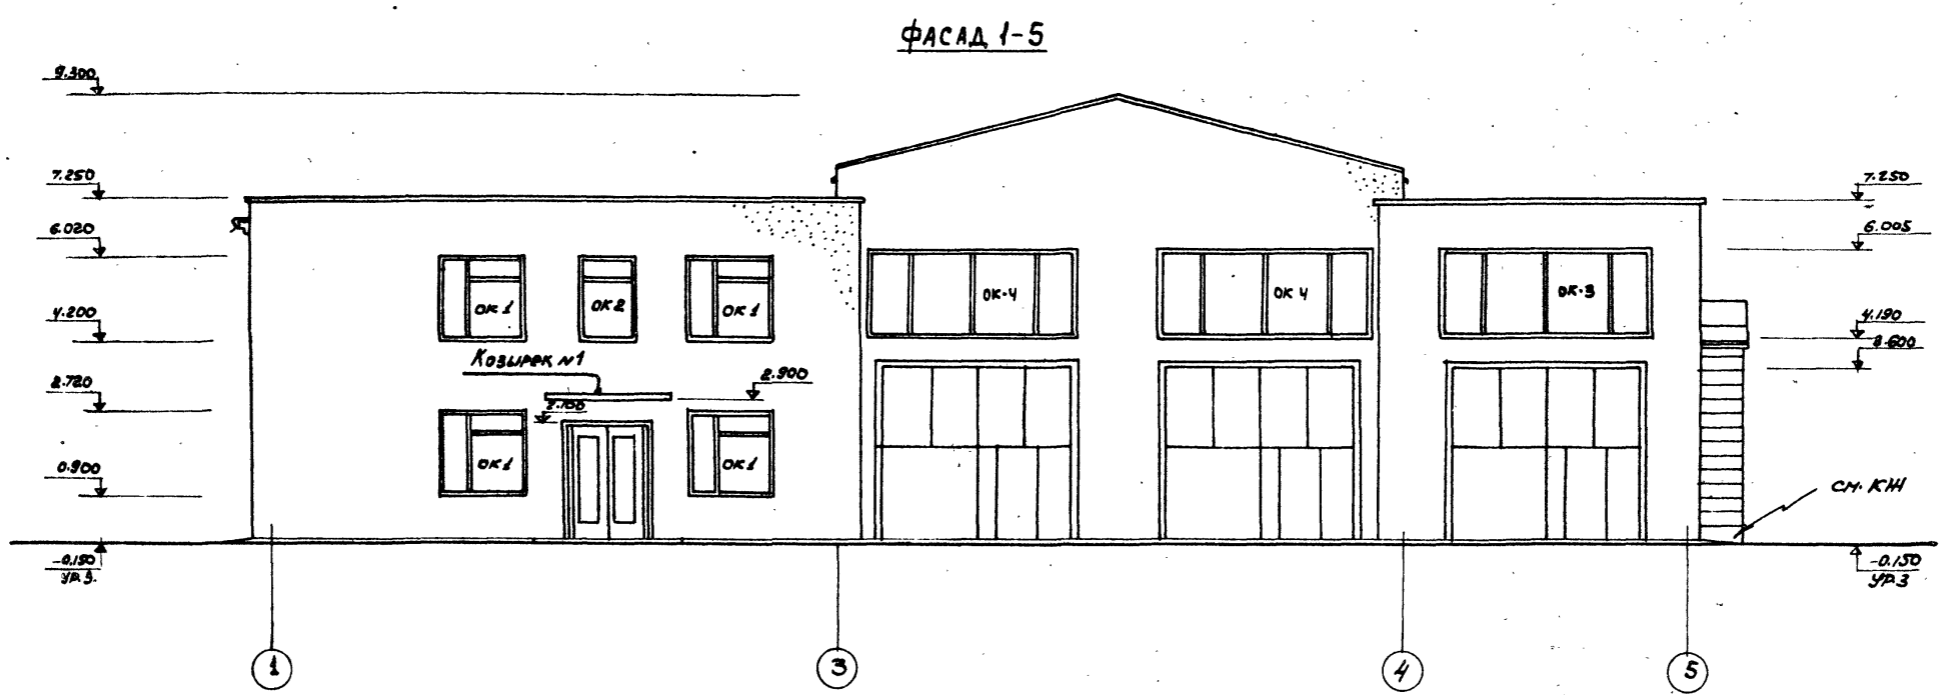 ФАСАД 1-5
9.300
7.250
7.250
6.020
6.005
ОК-4
ОК 4
ОК-3
ОК 1
ОК 2
ОК 1
4.200
4.190
3.600
Козырек №1
2.720
2.900
2.100
0.900
ОК 1
ОК 1
см. КЖ
-0.150
УР.З.
-0.150
УР.З
1
3
4
5